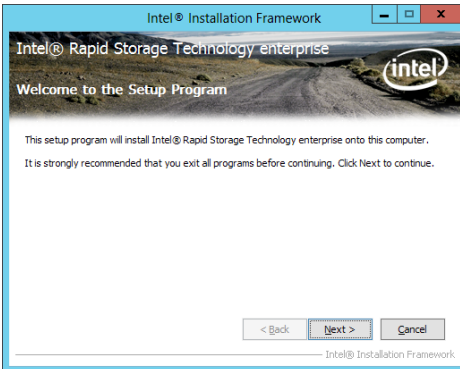 Intel® Installation Framework
Intel® Rapid Storage Technology enterprise
intel
Welcome to the Setup Program
This setup program will install Intel® Rapid Storage Technology enterprise onto this computer.
It is strongly recommended that you exit all programs before continuing. Click Next to continue.
< Back Next > Cancel
Intel® Installation Framework